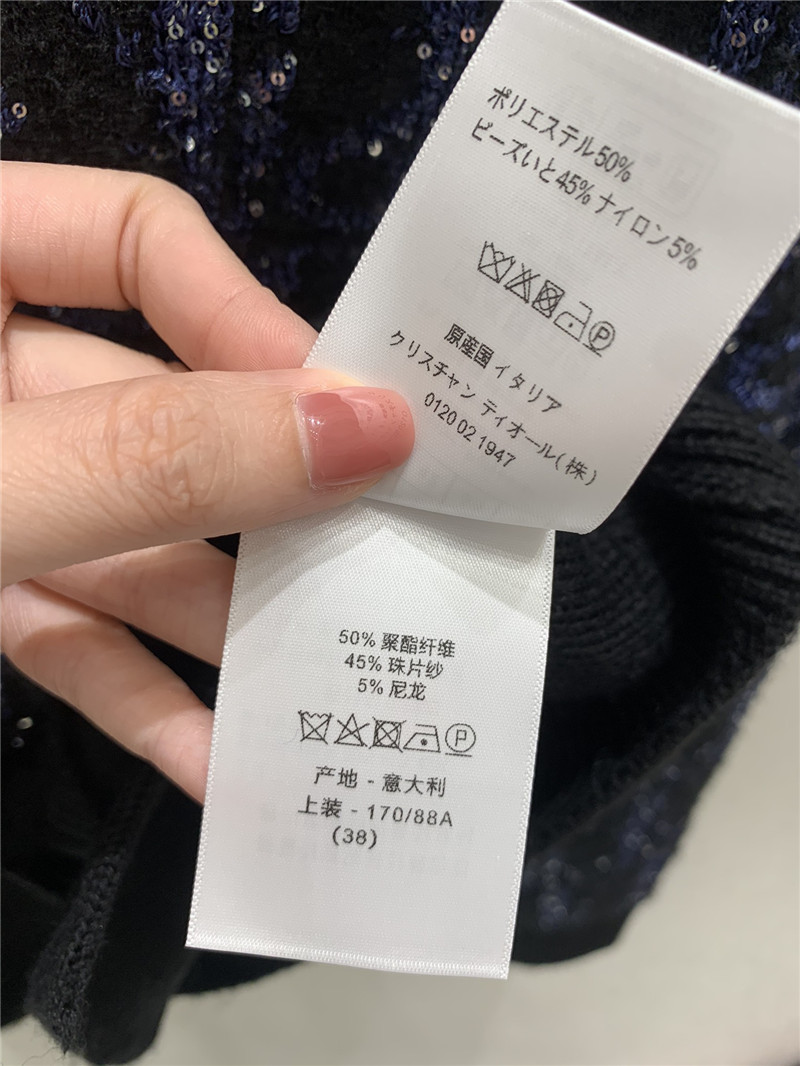 ポリエステル50%
ビーズいと45% ナイロン5%
P
原産国 イタリア
クリスチャン ディオール(株)
0120 02 1947
50% 聚酯纤维
45% 珠片纱
5% 尼龙
P
产地 - 意大利
上装 - 170/88A
(38)